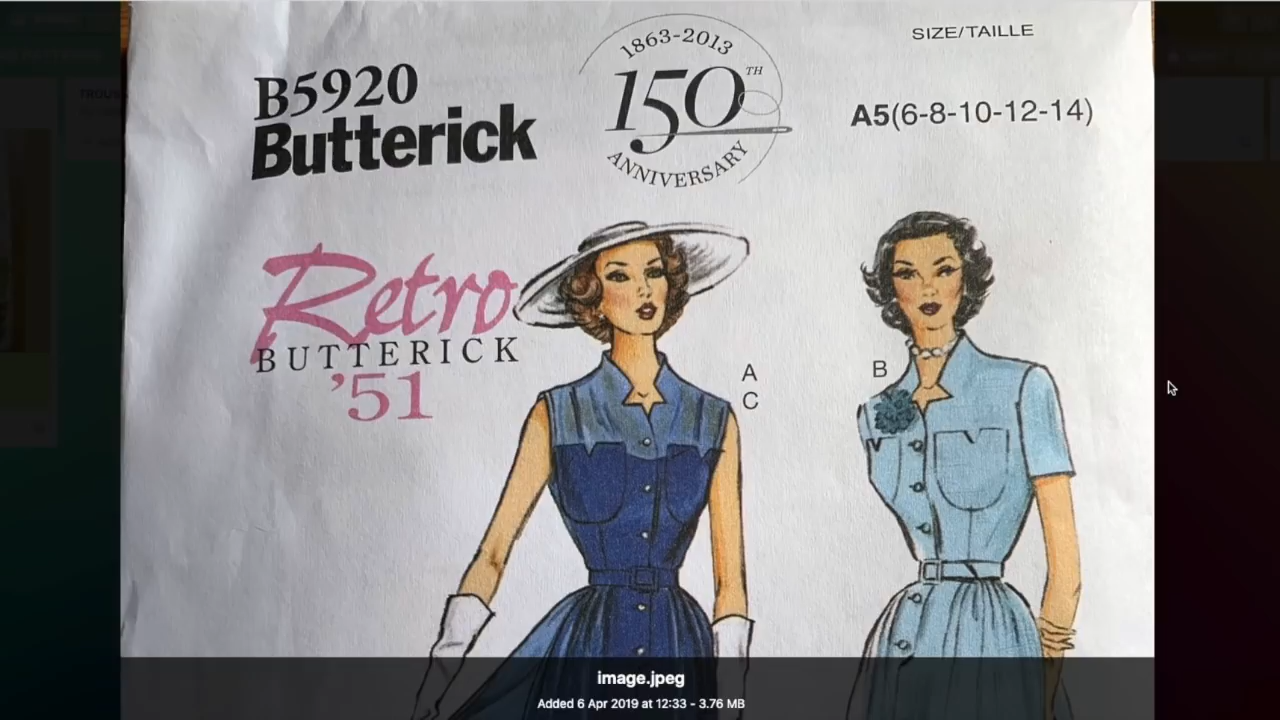 B5920
Butterick
1863-2013
150TH
ANNIVERSARY
SIZE/TAILLE
A5(6-8-10-12-14)
Retro
BUTTERICK
'51
A
C
B
image.jpeg
Added 6 Apr 2019 at 12:33 - 3.76 MB